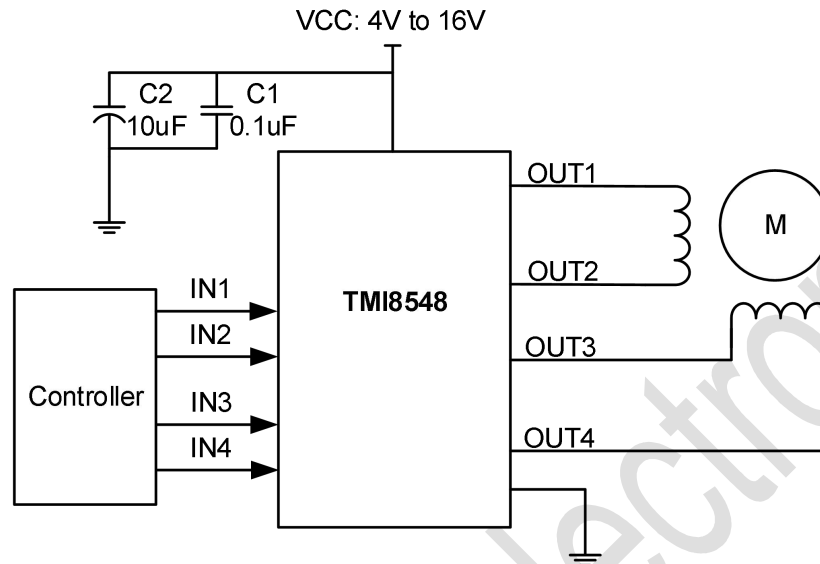 VCC: 4V to 16V
C2
10uF
C1
0.1uF
OUT1
OUT2
OUT3
OUT4
M
TMI8548
IN1
IN2
IN3
IN4
Controller